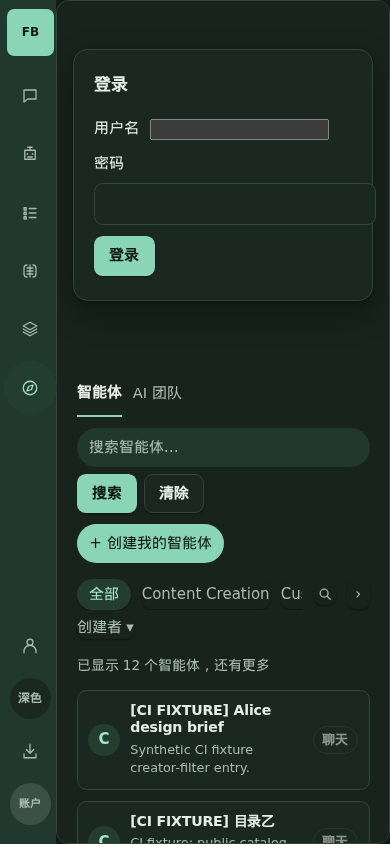 FB
登录
用户名
密码
登录
智能体 AI 团队
搜索智能体...
搜索 清除
+ 创建我的智能体
全部 Content Creation
创建者 ▾
已显示 12 个智能体，还有更多
C
[CI FIXTURE] Alice
design brief
Synthetic CI fixture
creator-filter entry.
聊天
[CI FIXTURE] 目录乙
CI fixture: public catalog
C
聊天
深色
账户